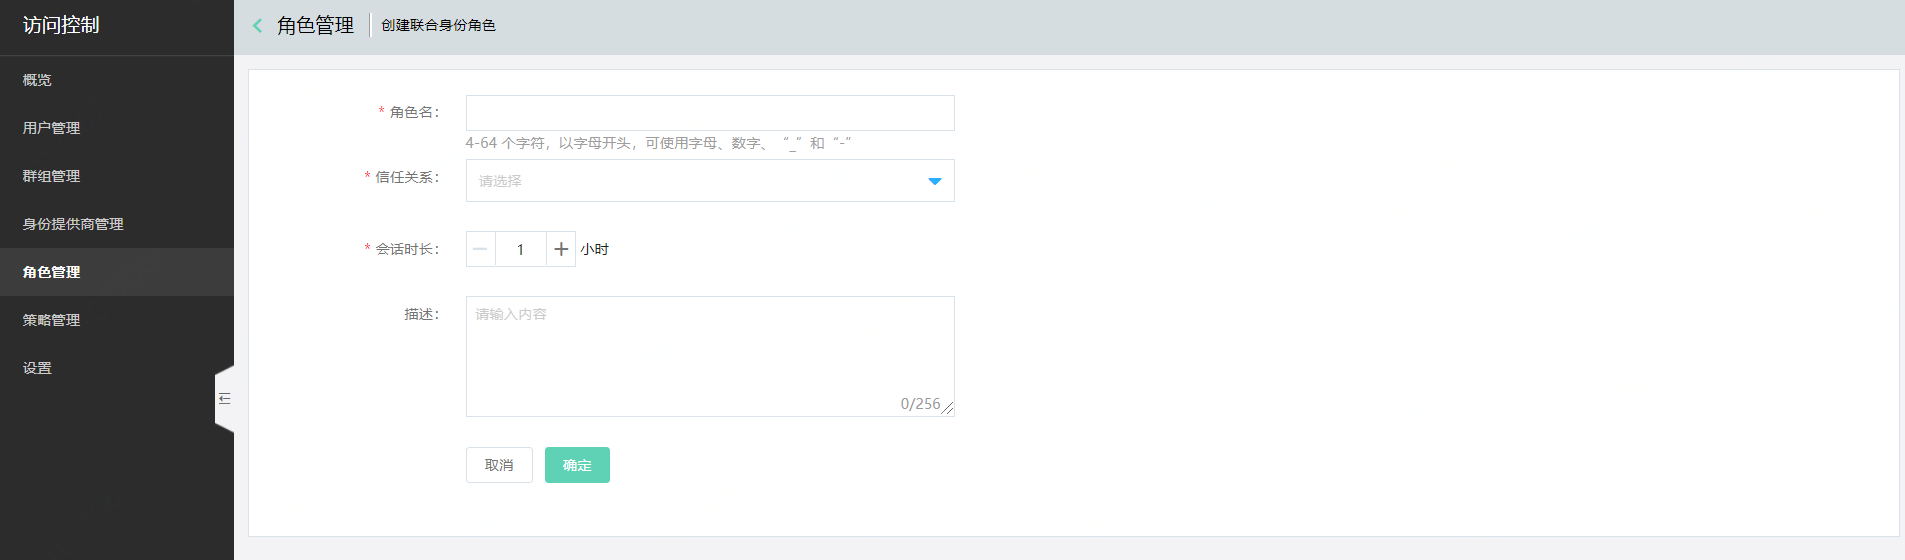 访问控制
概览
用户管理
群组管理
身份提供商管理
角色管理
策略管理
设置
角色管理 创建联合身份角色
* 角色名：
4-64 个字符，以字母开头，可使用字母、数字、“_”和“-”
* 信任关系： 请选择
* 会话时长： 1 小时
描述： 请输入内容
0/256
取消 确定